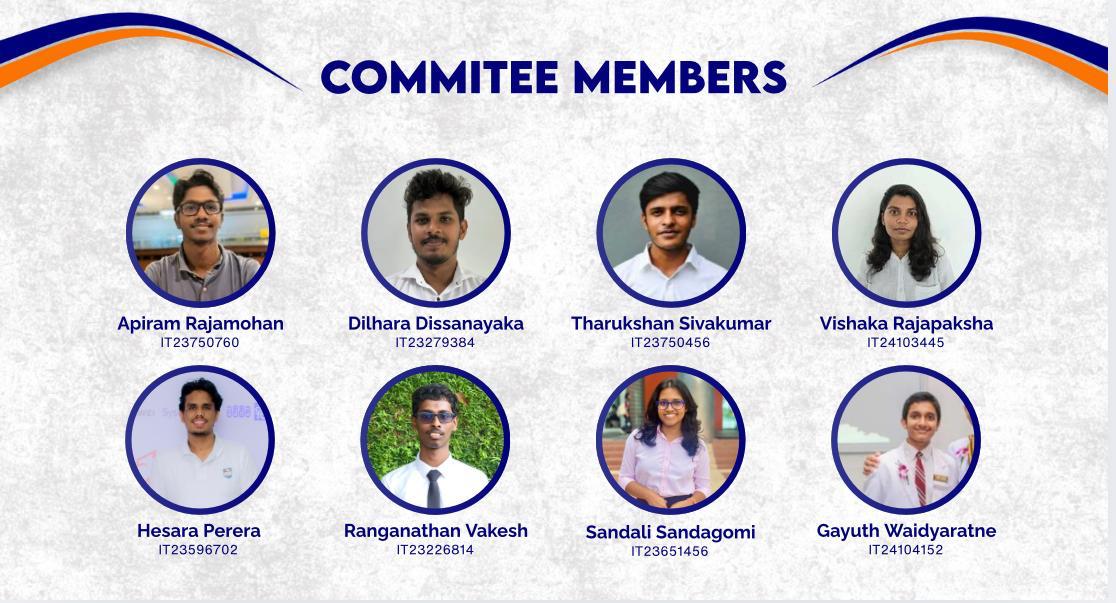 COMMITEE MEMBERS
Apiram Rajamohan
IT23750760
Dilhara Dissanayaka
IT23279384
Tharukshan Sivakumar
IT23750456
Vishaka Rajapaksha
IT24103445
Hesara Perera
IT23596702
Ranganathan Vakesh
IT23226814
Sandali Sandagomi
IT23651456
Gayuth Waidyaratne
IT24104152